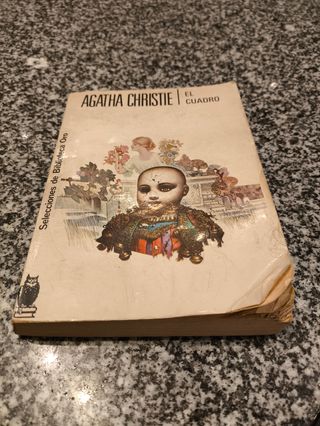 AGATHA CHRISTIE
EL
CUADRO
Selecciones de Biblioteca Oro